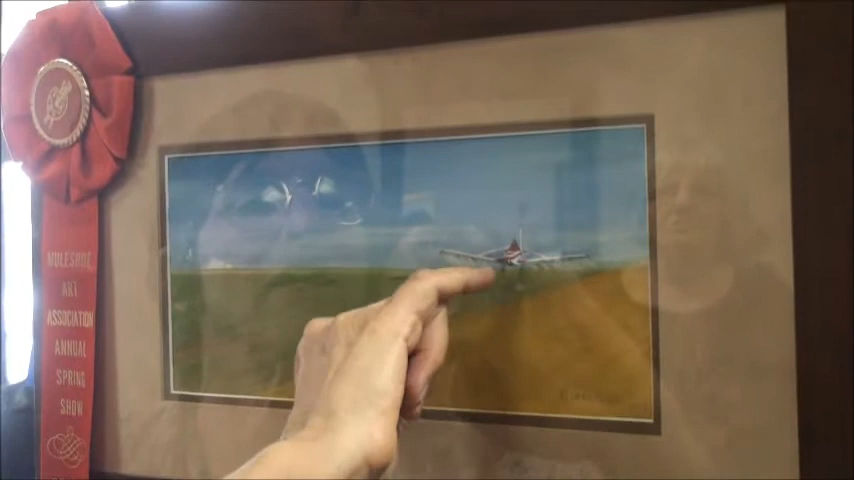 MULESHOE
ART
ASSOCIATION
ANNUAL
SPRING
SHOW